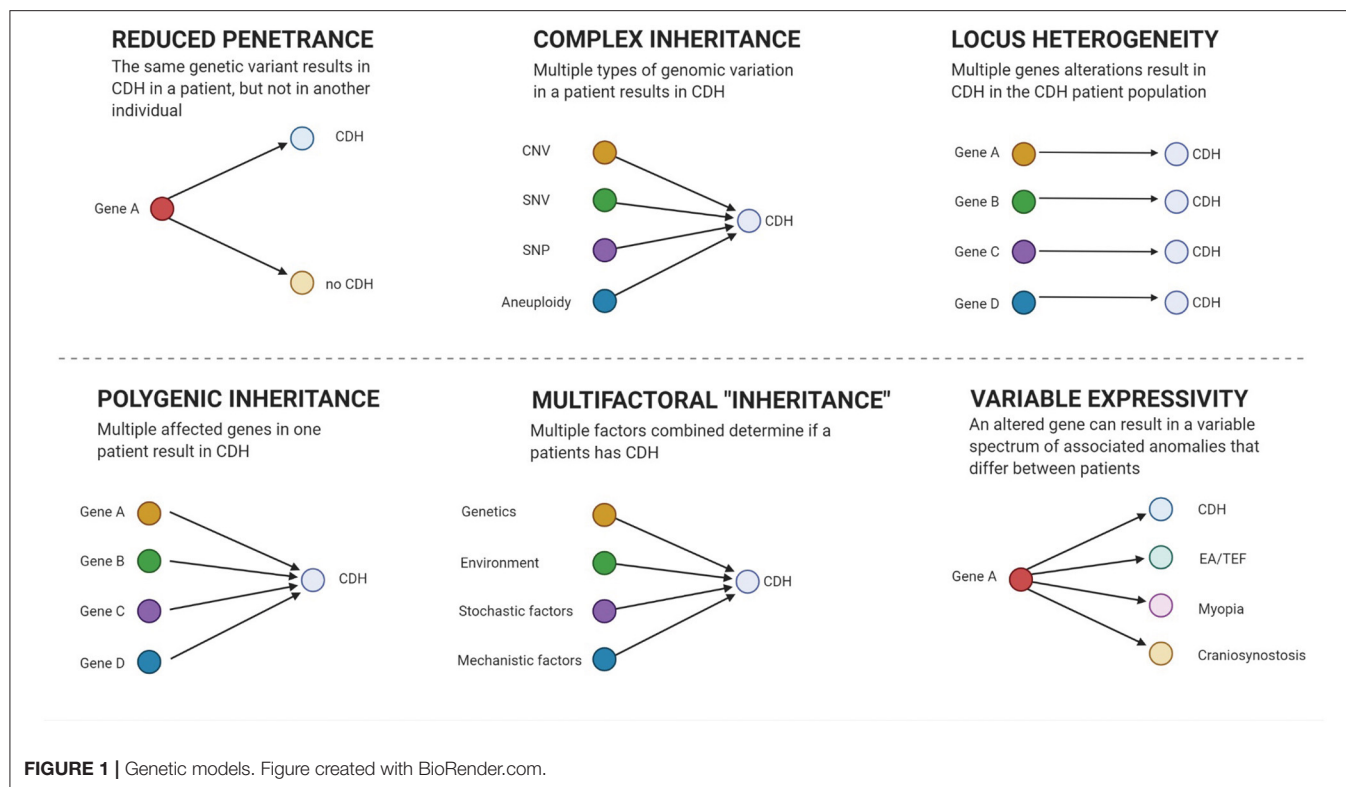 REDUCED PENETRANCE
The same genetic variant results in
CDH in a patient, but not in another
individual
CDH
Gene A
no CDH
COMPLEX INHERITANCE
Multiple types of genomic variation
in a patient results in CDH
CNV
SNV
SNP
Aneuploidy
CDH
LOCUS HETEROGENEITY
Multiple genes alterations result in
CDH in the CDH patient population
Gene A
CDH
Gene B
CDH
Gene C
CDH
Gene D
CDH
POLYGENIC INHERITANCE
Multiple affected genes in one
patient result in CDH
Gene A
Gene B
Gene C
Gene D
CDH
MULTIFACTORAL "INHERITANCE"
Multiple factors combined determine if a
patients has CDH
Genetics
Environment
Stochastic factors
Mechanistic factors
CDH
VARIABLE EXPRESSIVITY
An altered gene can result in a variable
spectrum of associated anomalies that
differ between patients
Gene A
CDH
EA/TEF
Myopia
Craniosynostosis
FIGURE 1 | Genetic models. Figure created with BioRender.com.